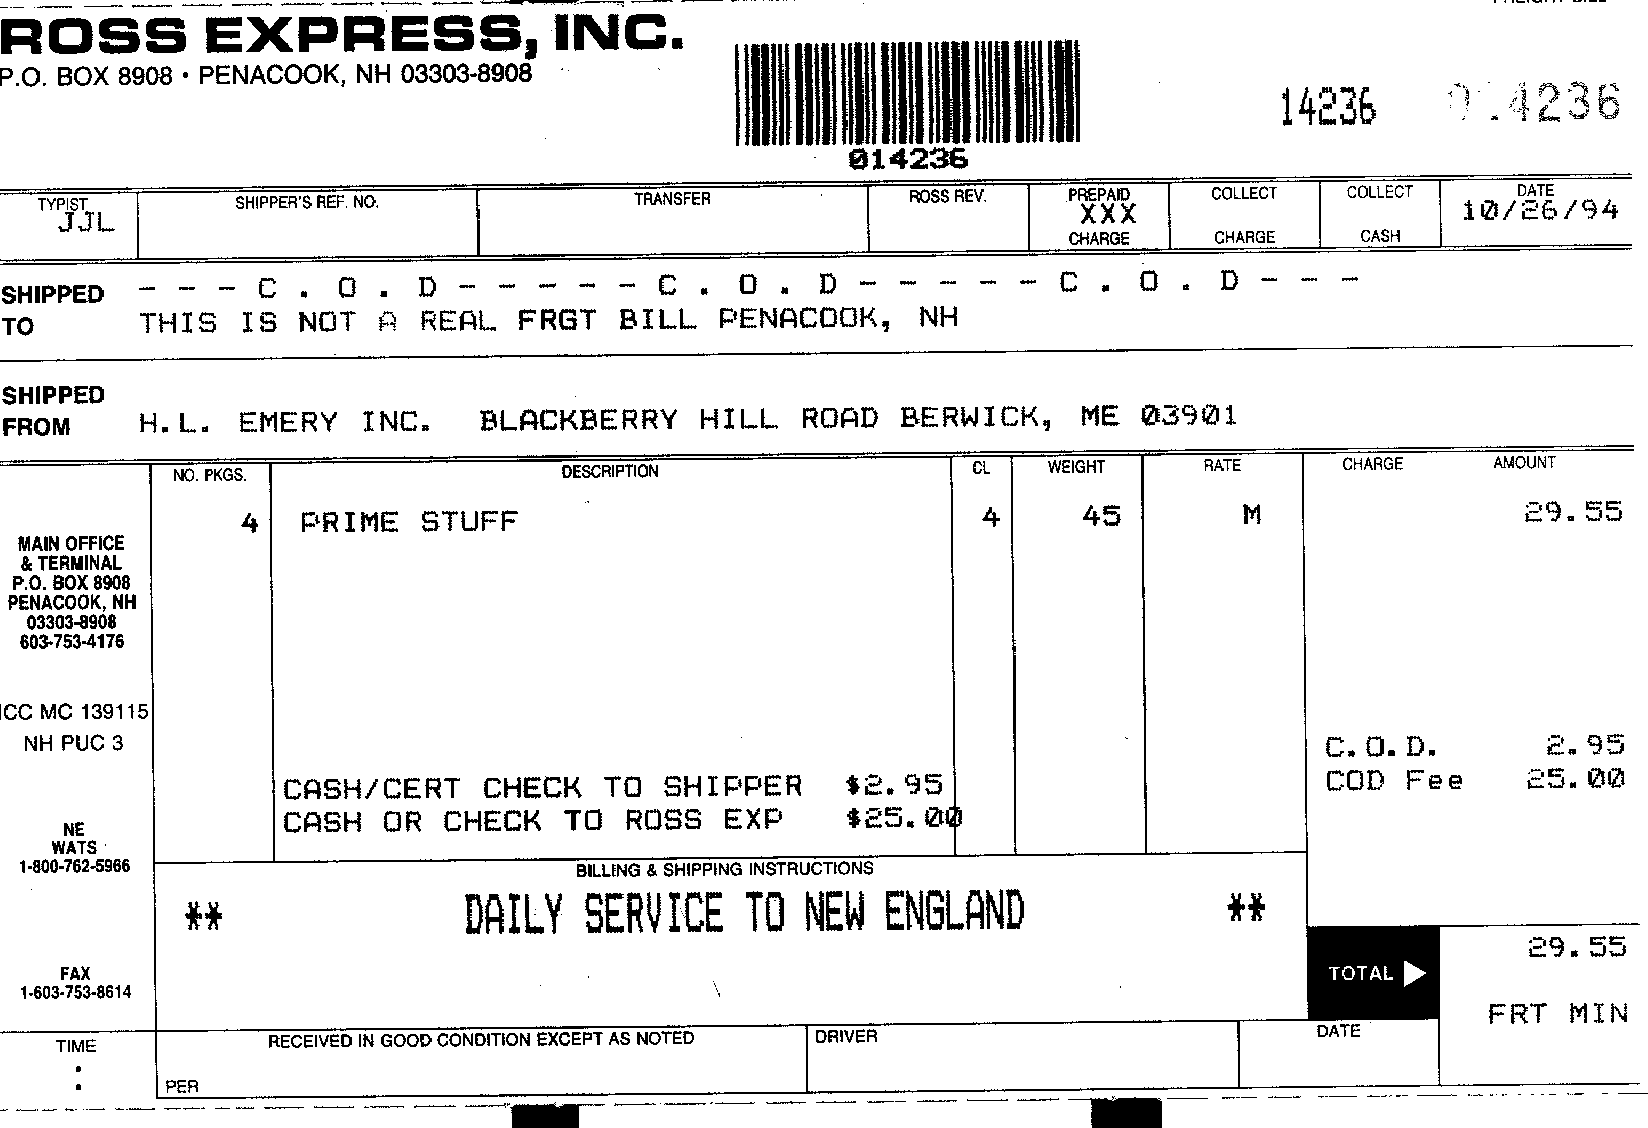 ROSS EXPRESS, INC.
P.O. BOX 8908 • PENACOOK, NH 03303-8908
014236
14236
4236
TYPIST
JJL
SHIPPER'S REF. NO.
TRANSFER
ROSS REV.
PREPAID
XXX
CHARGE
COLLECT
CHARGE
COLLECT
CASH
DATE
10/26/94
SHIPPED TO
- - - C . O . D - - - - - C . O . D - - - - - C . O . D - - -
THIS IS NOT A REAL FRGT BILL PENACOOK, NH
SHIPPED
FROM H.L. EMERY INC. BLACKBERRY HILL ROAD BERWICK, ME 03901
NO. PKGS. DESCRIPTION CL WEIGHT RATE CHARGE AMOUNT
4 PRIME STUFF 4 45 M 29.55
MAIN OFFICE
& TERMINAL
P.O. BOX 8908
PENACOOK, NH
03303-8908
603-753-4176
ICC MC 139115
NH PUC 3
C.O.D. 2.95
CASH/CERT CHECK TO SHIPPER $2.95
COD Fee 25.00
CASH OR CHECK TO ROSS EXP $25.00
NE
WATS
1-800-762-5966
BILLING & SHIPPING INSTRUCTIONS
** DAILY SERVICE TO NEW ENGLAND **
FAX
1-603-753-8614
TOTAL
29.55
FRT MIN
TIME
:
RECEIVED IN GOOD CONDITION EXCEPT AS NOTED
PER
DRIVER
DATE